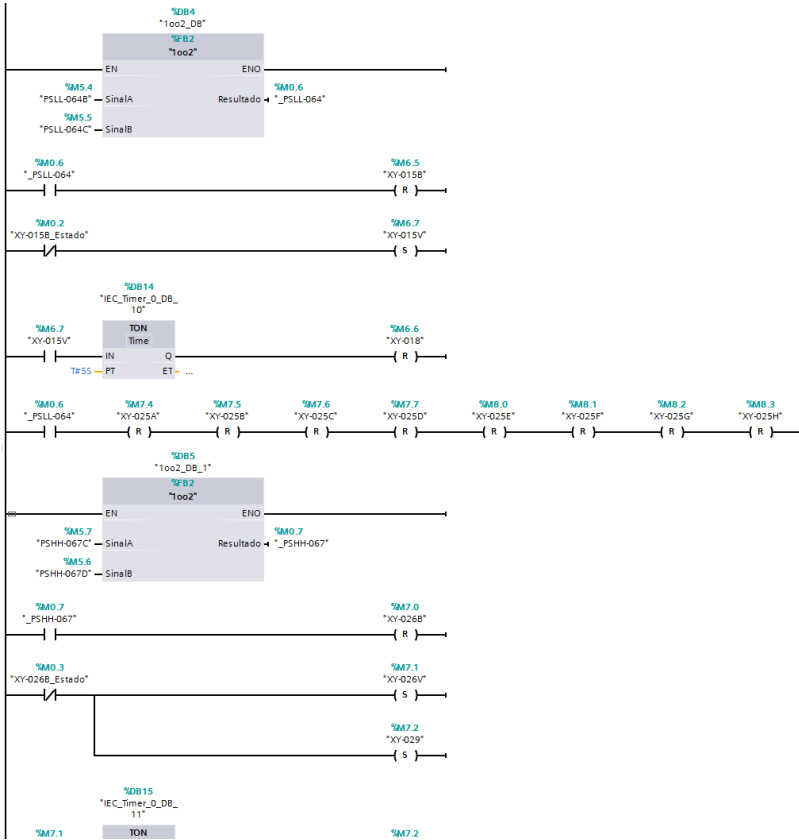 %DB4
"1oo2_DB"
%FB2
"1oo2"
EN ENO
%M5.4
"PSLL-064B" SinalA
Resultado
%M0.6
"_PSLL-064"
%M5.5
"PSLL-064C" SinalB
%M0.6
"_PSLL-064"
%M6.5
"XY-015B"
R
%M0.2
"XY-015B_Estado"
%M6.7
"XY-015V"
S
%DB14
"IEC_Timer_0_DB_
10"
TON
Time
%M6.7
"XY-015V"
IN Q
%M6.6
"XY-018"
R
T#5S PT ET ...
%M0.6 %M7.4 %M7.5 %M7.6 %M7.7 %M8.0 %M8.1 %M8.2 %M8.3
"_PSLL-064" "XY-025A" "XY-025B" "XY-025C" "XY-025D" "XY-025E" "XY-025F" "XY-025G" "XY-025H"
R R R R R R R R
%DB5
"1oo2_DB_1"
%FB2
"1oo2"
EN ENO
%M5.7
"PSHH-067C" SinalA
Resultado
%M0.7
"_PSHH-067"
%M5.6
"PSHH-067D" SinalB
%M0.7
"_PSHH-067"
%M7.0
"XY-026B"
R
%M0.3
"XY-026B_Estado"
%M7.1
"XY-026V"
S
%M7.2
"XY-029"
S
%DB15
"IEC_Timer_0_DB_
11"
%M7.1 TON %M7.2